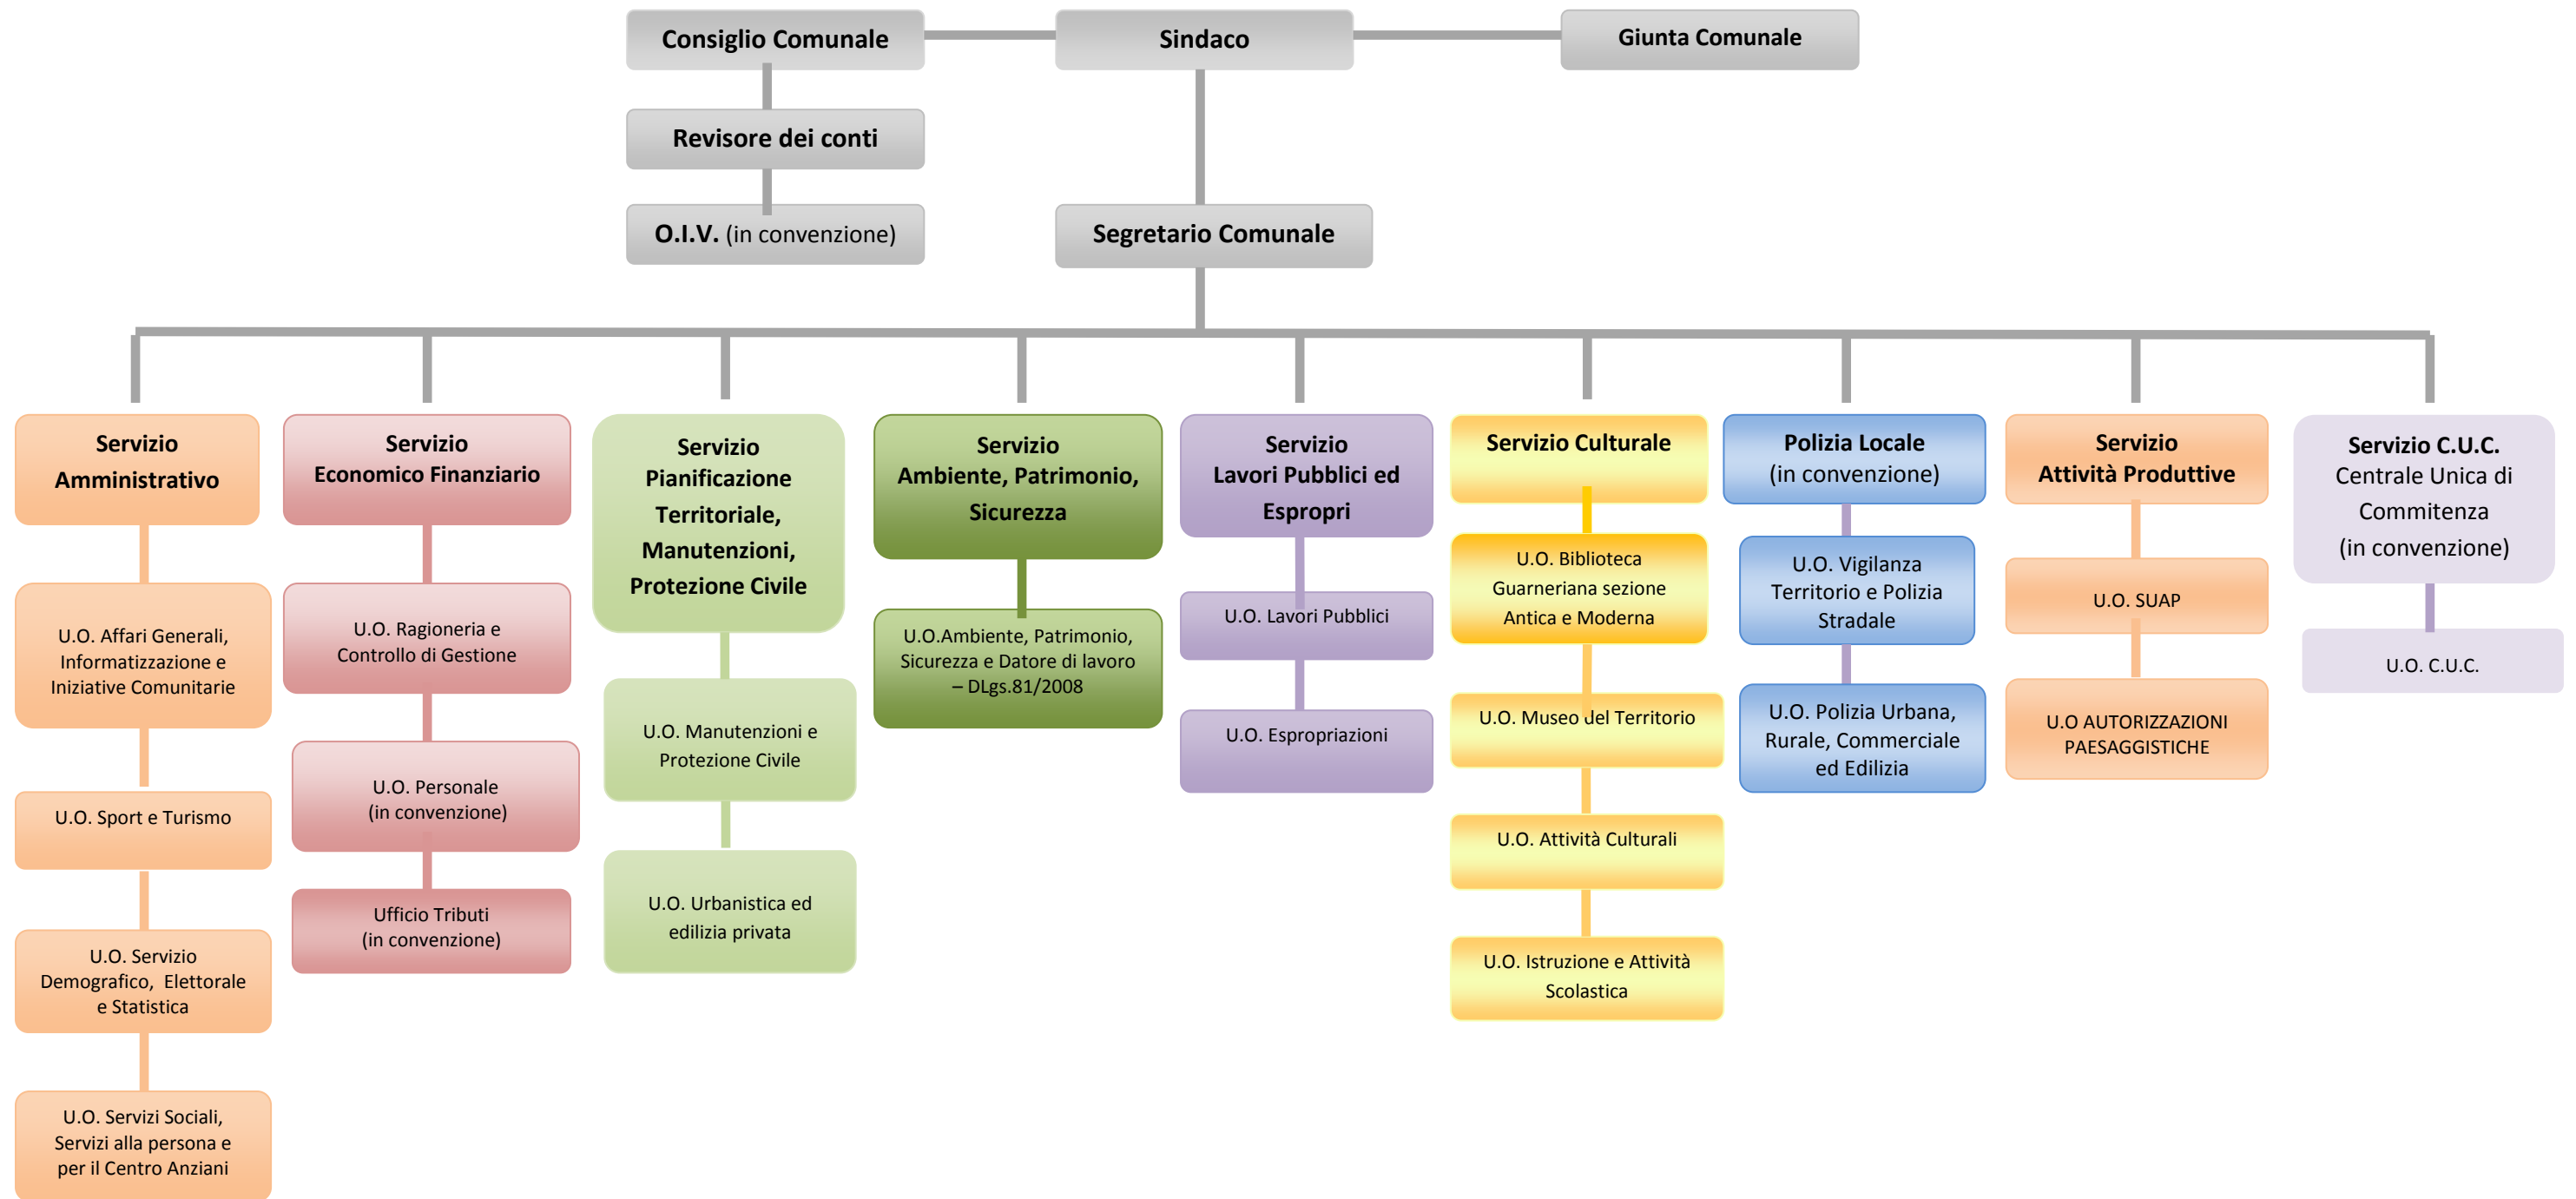 Consiglio Comunale
Sindaco
Giunta Comunale
Revisore dei conti
O.I.V. (in convenzione)
Segretario Comunale
Servizio
Amministrativo
U.O. Affari Generali,
Informatizzazione e
Iniziative Comunitarie
U.O. Sport e Turismo
U.O. Servizio
Demografico, Elettorale
e Statistica
U.O. Servizi Sociali,
Servizi alla persona e
per il Centro Anziani
Servizio
Economico Finanziario
U.O. Ragioneria e
Controllo di Gestione
U.O. Personale
(in convenzione)
Ufficio Tributi
(in convenzione)
Servizio
Pianificazione
Territoriale,
Manutenzioni,
Protezione Civile
U.O. Manutenzioni e
Protezione Civile
U.O. Urbanistica ed
edilizia privata
Servizio
Ambiente, Patrimonio,
Sicurezza
U.O.Ambiente, Patrimonio,
Sicurezza e Datore di lavoro
– DLgs.81/2008
Servizio
Lavori Pubblici ed
Espropri
U.O. Lavori Pubblici
U.O. Espropriazioni
Servizio Culturale
U.O. Biblioteca
Guarneriana sezione
Antica e Moderna
U.O. Museo del Territorio
U.O. Attività Culturali
U.O. Istruzione e Attività
Scolastica
Polizia Locale
(in convenzione)
U.O. Vigilanza
Territorio e Polizia
Stradale
U.O. Polizia Urbana,
Rurale, Commerciale
ed Edilizia
Servizio
Attività Produttive
U.O. SUAP
U.O AUTORIZZAZIONI
PAESAGGISTICHE
Servizio C.U.C.
Centrale Unica di
Commitenza
(in convenzione)
U.O. C.U.C.